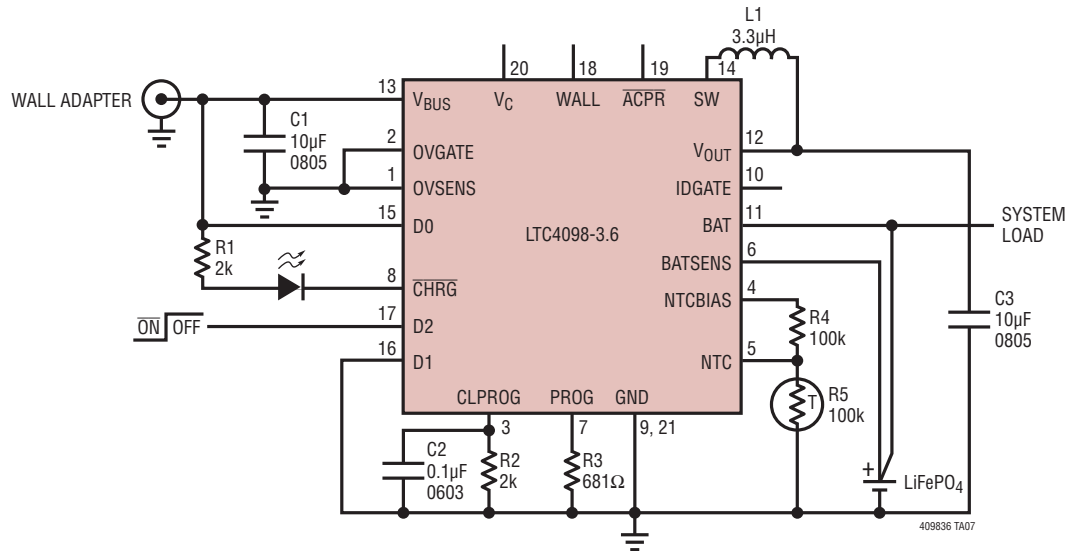 L1
3.3µH
20
18
19
14
13
WALL ADAPTER
VBUS
VC
WALL
ACPR
SW
C1
10µF
0805
2
OVGATE
12
VOUT
1
OVSENS
10
IDGATE
15
D0
LTC4098-3.6
11
BAT
SYSTEM
LOAD
R1
2k
6
BATSENS
8
CHRG
4
NTCBIAS
C3
10µF
0805
R4
100k
ON OFF
17
D2
16
D1
5
NTC
T
R5
100k
CLPROG
PROG
GND
3
7
9, 21
C2
0.1µF
0603
R2
2k
R3
681Ω
+
LiFePO4
409836 TA07